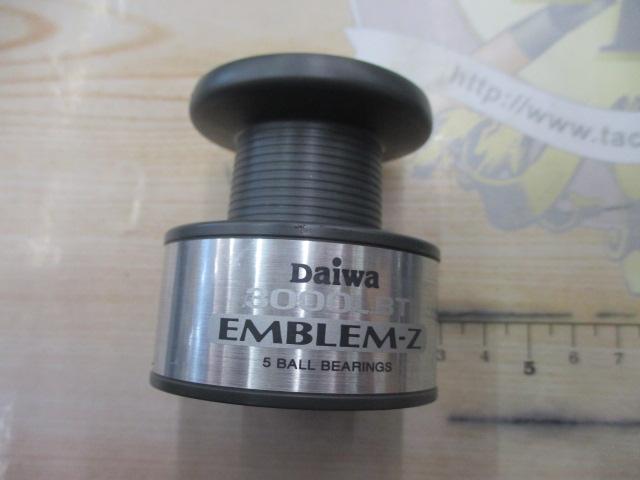 http://www.tac
Daiwa
3000LBT
EMBLEM-Z
5 BALL BEARINGS
3 4 5 6 7